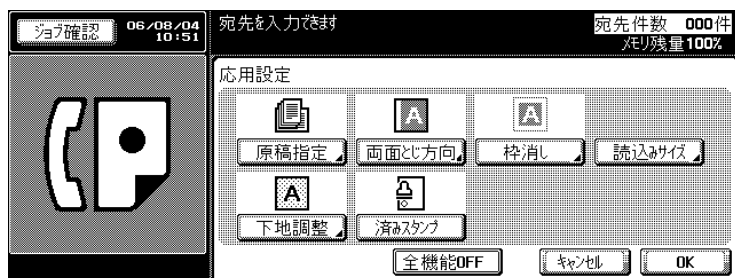 ジョブ確認
06/08/04
10:51
宛先を入力できます
宛先件数 000件
メモリ残量100%
応用設定
A
A
原稿指定
両面とじ方向
枠消し
読込みサイズ
A
下地調整
済みスタンプ
全機能OFF
キャンセル
OK